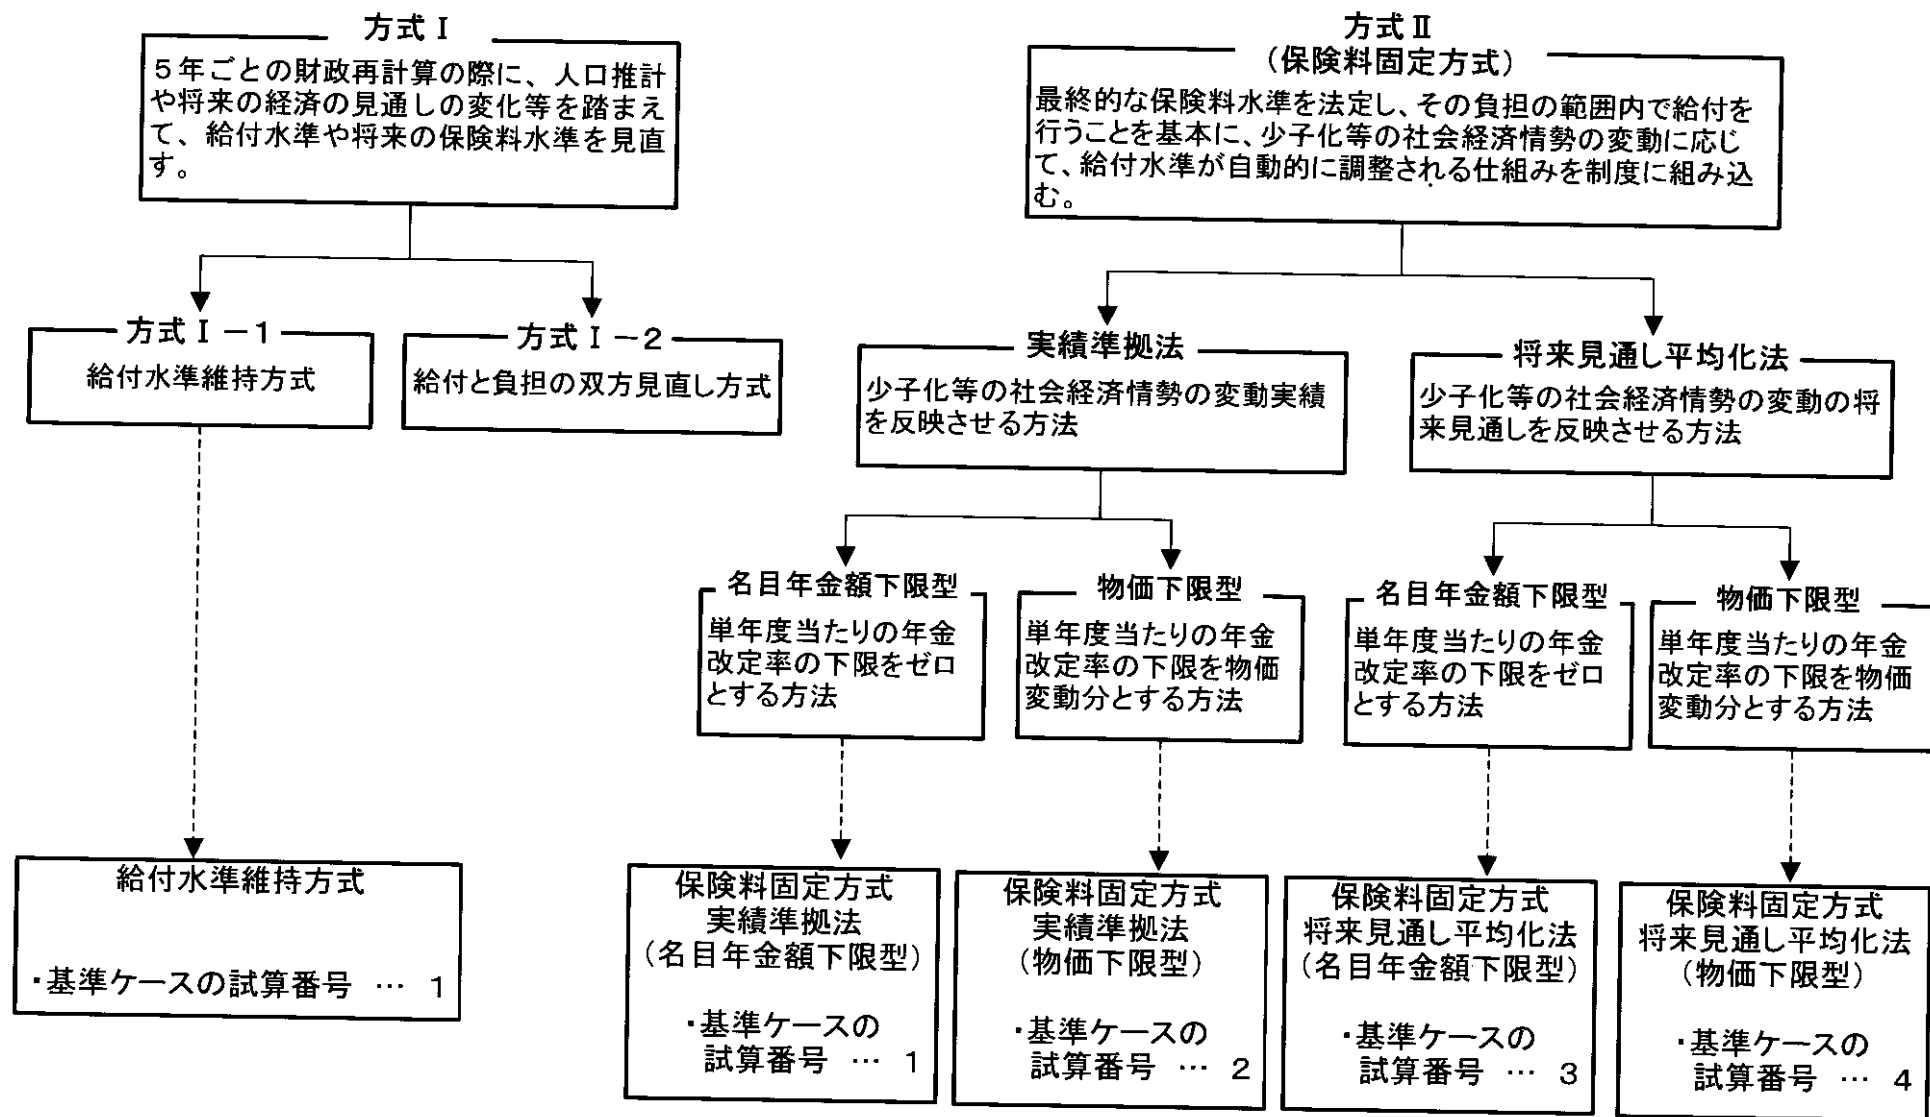 方式Ⅰ
5年ごとの財政再計算の際に、人口推計
や将来の経済の見通しの変化等を踏まえ
て、給付水準や将来の保険料水準を見直
す。
方式Ⅱ
(保険料固定方式)
最終的な保険料水準を法定し、その負担の範囲内で給付を
行うことを基本に、少子化等の社会経済情勢の変動に応じ
て、給付水準が自動的に調整される仕組みを制度に組み込
む。
方式Ⅰ-1
給付水準維持方式
方式Ⅰ-2
給付と負担の双方見直し方式
実績準拠法
少子化等の社会経済情勢の変動実績
を反映させる方法
将来見通し平均化法
少子化等の社会経済情勢の変動の将
来見通しを反映させる方法
名目年金額下限型
単年度当たりの年金
改定率の下限をゼロ
とする方法
物価下限型
単年度当たりの年金
改定率の下限を物価
変動分とする方法
名目年金額下限型
単年度当たりの年金
改定率の下限をゼロ
とする方法
物価下限型
単年度当たりの年金
改定率の下限を物価
変動分とする方法
給付水準維持方式
・基準ケースの試算番号 … 1
保険料固定方式
実績準拠法
(名目年金額下限型)
・基準ケースの
試算番号 … 1
保険料固定方式
実績準拠法
(物価下限型)
・基準ケースの
試算番号 … 2
保険料固定方式
将来見通し平均化法
(名目年金額下限型)
・基準ケースの
試算番号 … 3
保険料固定方式
将来見通し平均化法
(物価下限型)
・基準ケースの
試算番号 … 4